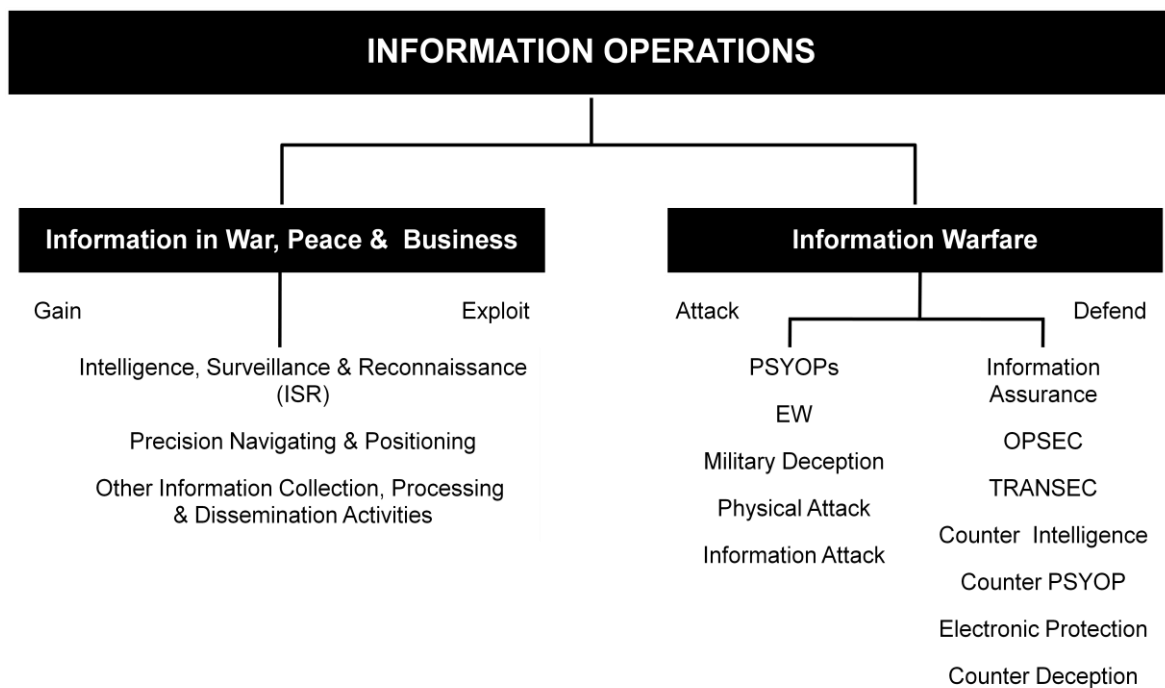 INFORMATION OPERATIONS
Information in War, Peace & Business
Gain
Exploit
Intelligence, Surveillance & Reconnaissance
(ISR)
Precision Navigating & Positioning
Other Information Collection, Processing
& Dissemination Activities
Information Warfare
Attack
Defend
PSYOPs
EW
Military Deception
Physical Attack
Information Attack
Information
Assurance
OPSEC
TRANSEC
Counter Intelligence
Counter PSYOP
Electronic Protection
Counter Deception